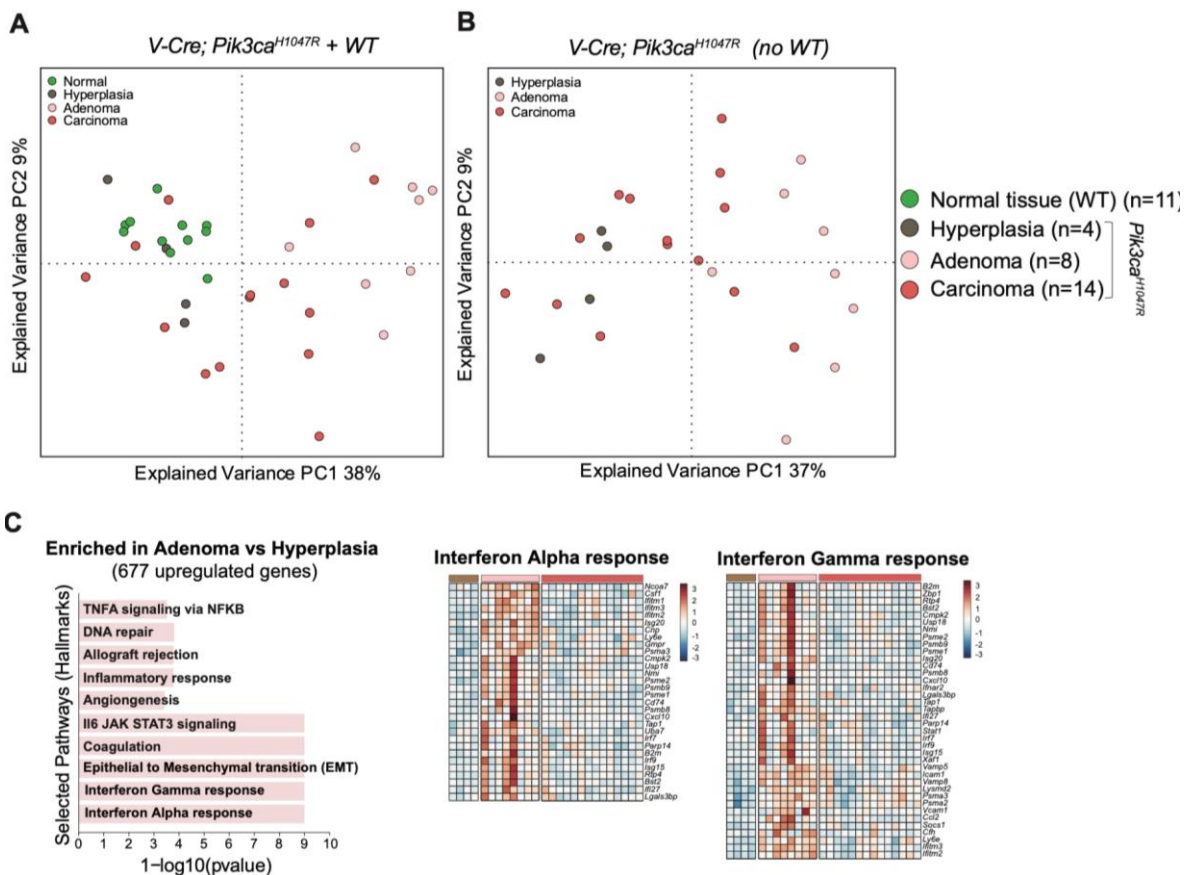 A
V-Cre; Pik3caH1047R + WT
Normal
Hyperplasia
Adenoma
Carcinoma
Explained Variance PC2 9%
Explained Variance PC1 38%
B
V-Cre; Pik3caH1047R (no WT)
Hyperplasia
Adenoma
Carcinoma
Explained Variance PC2 9%
Explained Variance PC1 37%
Normal tissue (WT) (n=11)
Hyperplasia (n=4)
Adenoma (n=8)
Carcinoma (n=14)
Pik3caH1047R
C
Enriched in Adenoma vs Hyperplasia
(677 upregulated genes)
Selected Pathways (Hallmarks)
TNFA signaling via NFKB
DNA repair
Allograft rejection
Inflammatory response
Angiongenesis
Il6 JAK STAT3 signaling
Coagulation
Epithelial to Mesenchymal transition (EMT)
Interferon Gamma response
Interferon Alpha response
0 1 2 3 4 5 6 7 8 9 10
1−log10(pvalue)
Interferon Alpha response
Ncoa7
Csf1
Ifitm1
Ifitm3
Ifitm2
Isg20
Cnp
Ly6e
Gmpr
Psma3
Cmpk2
Usp18
Nmi
Psme2
Psmb9
Psme1
Cd74
Psmb8
Cxcl10
Tap1
Uba7
Irf7
Parp14
B2m
Irf9
Isg15
Rtp4
Bst2
Ifi27
Lgals3bp
3
2
1
0
-1
-2
-3
Interferon Gamma response
B2m
Zbp1
Rtp4
Bst2
Cmpk2
Usp18
Nmi
Psme2
Psmb9
Psme1
Isg20
Cd74
Psmb8
Cxcl10
Ifnar2
Lgals3bp
Tap1
Tapbp
Ifi27
Parp14
Stat1
Irf7
Irf9
Isg15
Xaf1
Vamp5
Icam1
Vamp8
Lysmd2
Psma3
Psma2
Vcam1
Ccl2
Socs1
Cfh
Ly6e
Ifitm3
Ifitm2
3
2
1
0
-1
-2
-3